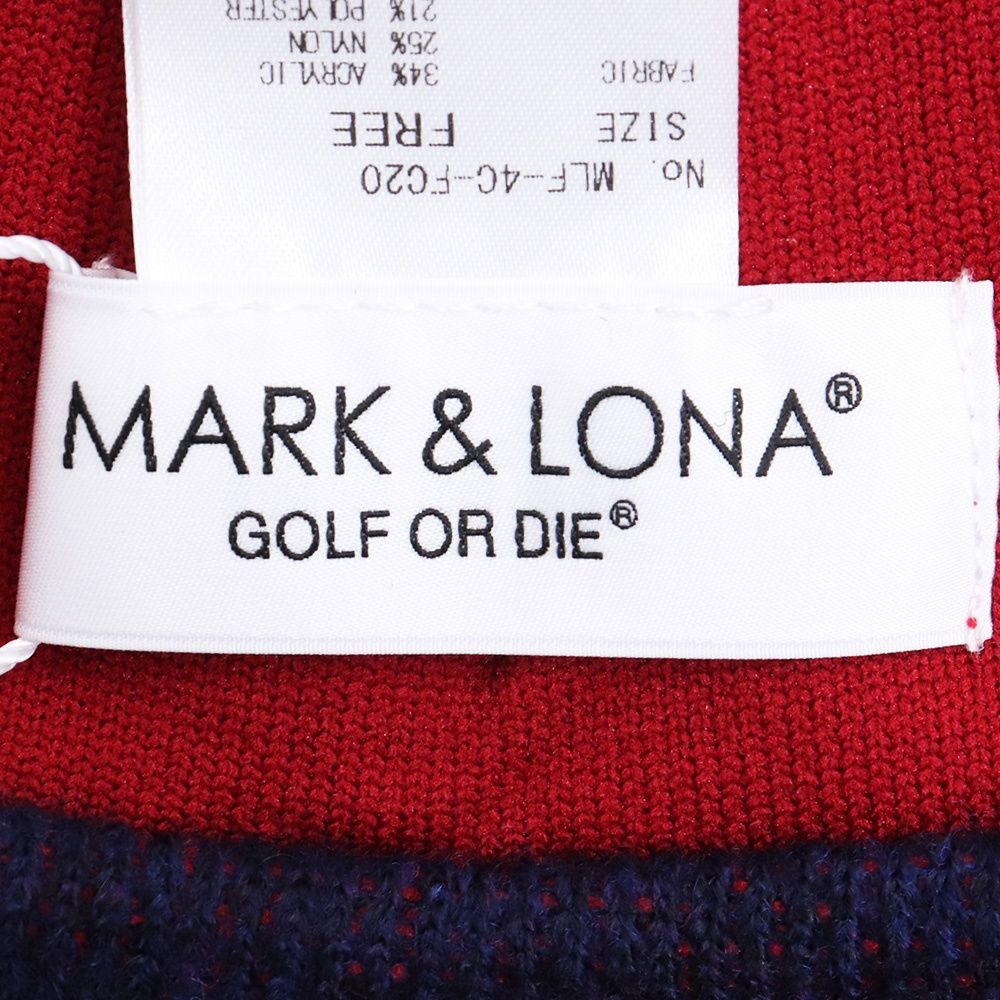 No. MLF-4C-FC20
SIZE FREE
FABRIC 34% ACRYLIC
25% NYLON
21% POLYESTER
MARK & LONA®
GOLF OR DIE®